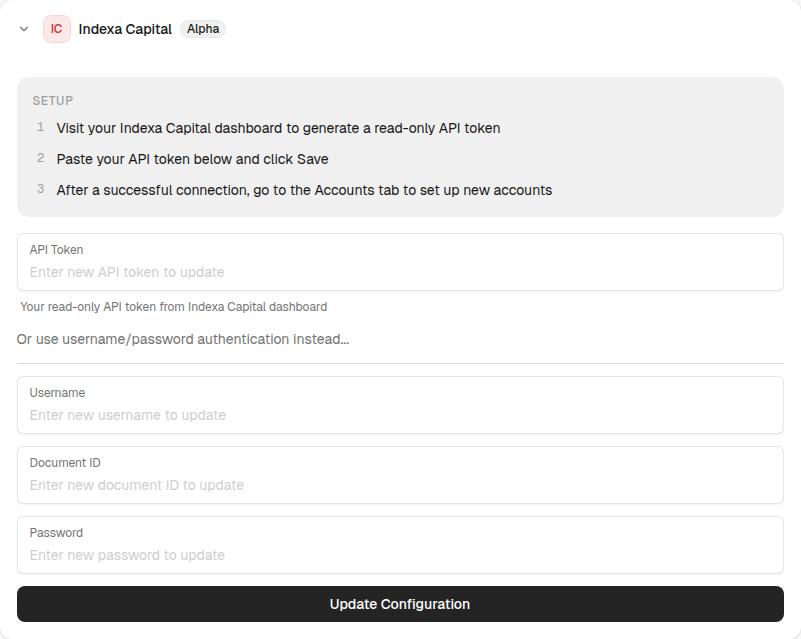 IC Indexa Capital Alpha
SETUP
1 Visit your Indexa Capital dashboard to generate a read-only API token
2 Paste your API token below and click Save
3 After a successful connection, go to the Accounts tab to set up new accounts
API Token
Enter new API token to update
Your read-only API token from Indexa Capital dashboard
Or use username/password authentication instead...
Username
Enter new username to update
Document ID
Enter new document ID to update
Password
Enter new password to update
Update Configuration